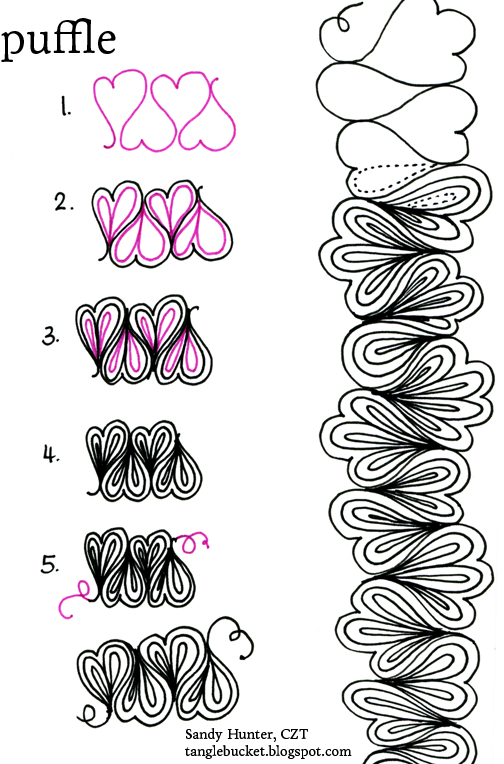 puffle
1.
2.
3.
4.
5.
Sandy Hunter, CZT
tanglebucket.blogspot.com